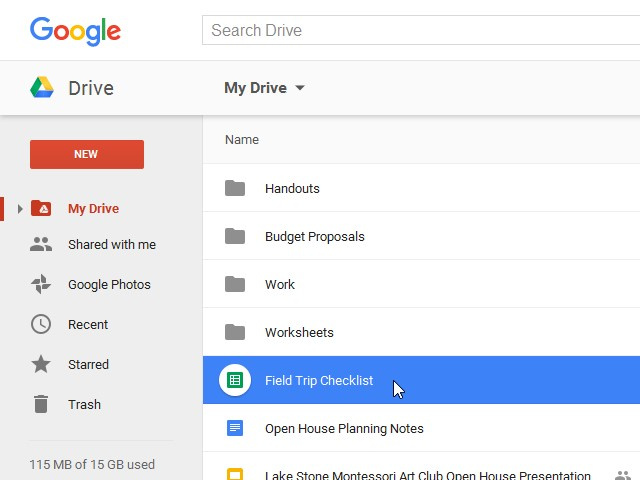 Google
Search Drive
Drive
My Drive
Name
NEW
My Drive
Shared with me
Google Photos
Recent
Starred
Trash
115 MB of 15 GB used
Handouts
Budget Proposals
Work
Worksheets
Field Trip Checklist
Open House Planning Notes
Lake Stone Montessori Art Club Open House Presentation